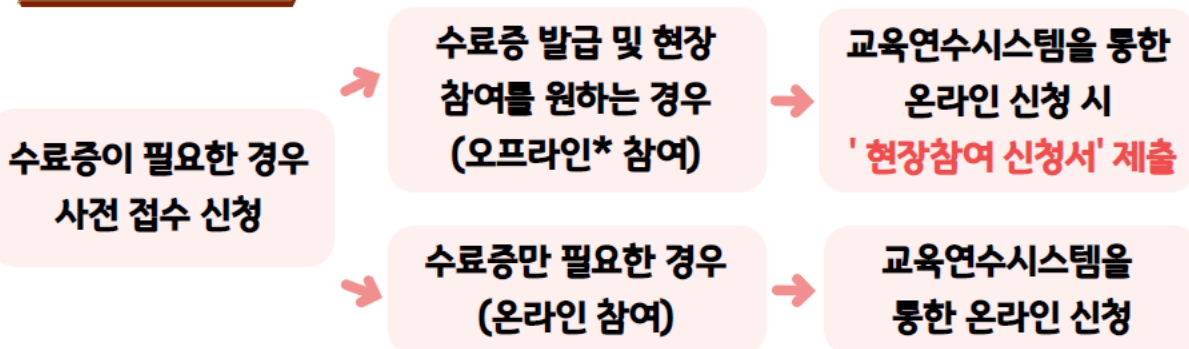 수료증이 필요한 경우
사전 접수 신청
수료증 발급 및 현장
참여를 원하는 경우
(오프라인* 참여)
교육연수시스템을 통한
온라인 신청 시
' 현장참여 신청서' 제출
수료증만 필요한 경우
(온라인 참여)
교육연수시스템을
통한 온라인 신청